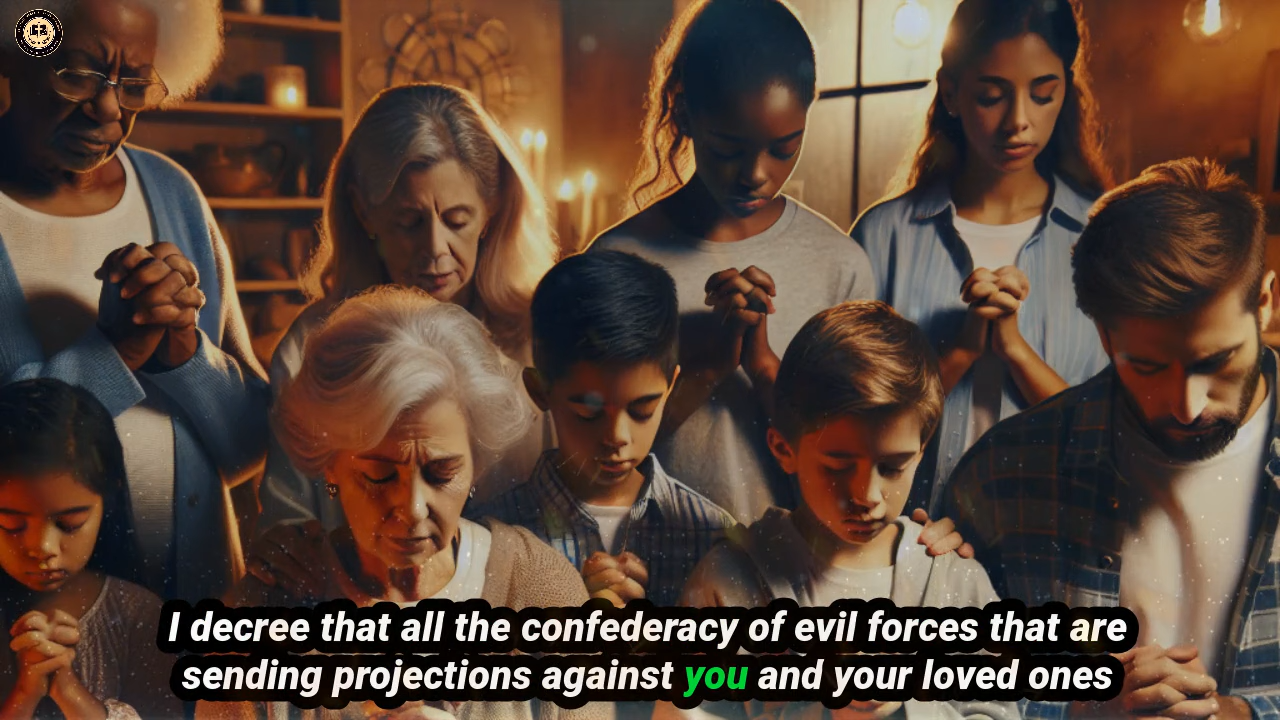 I decree that all the confederacy of evil forces that are
sending projections against you and your loved ones